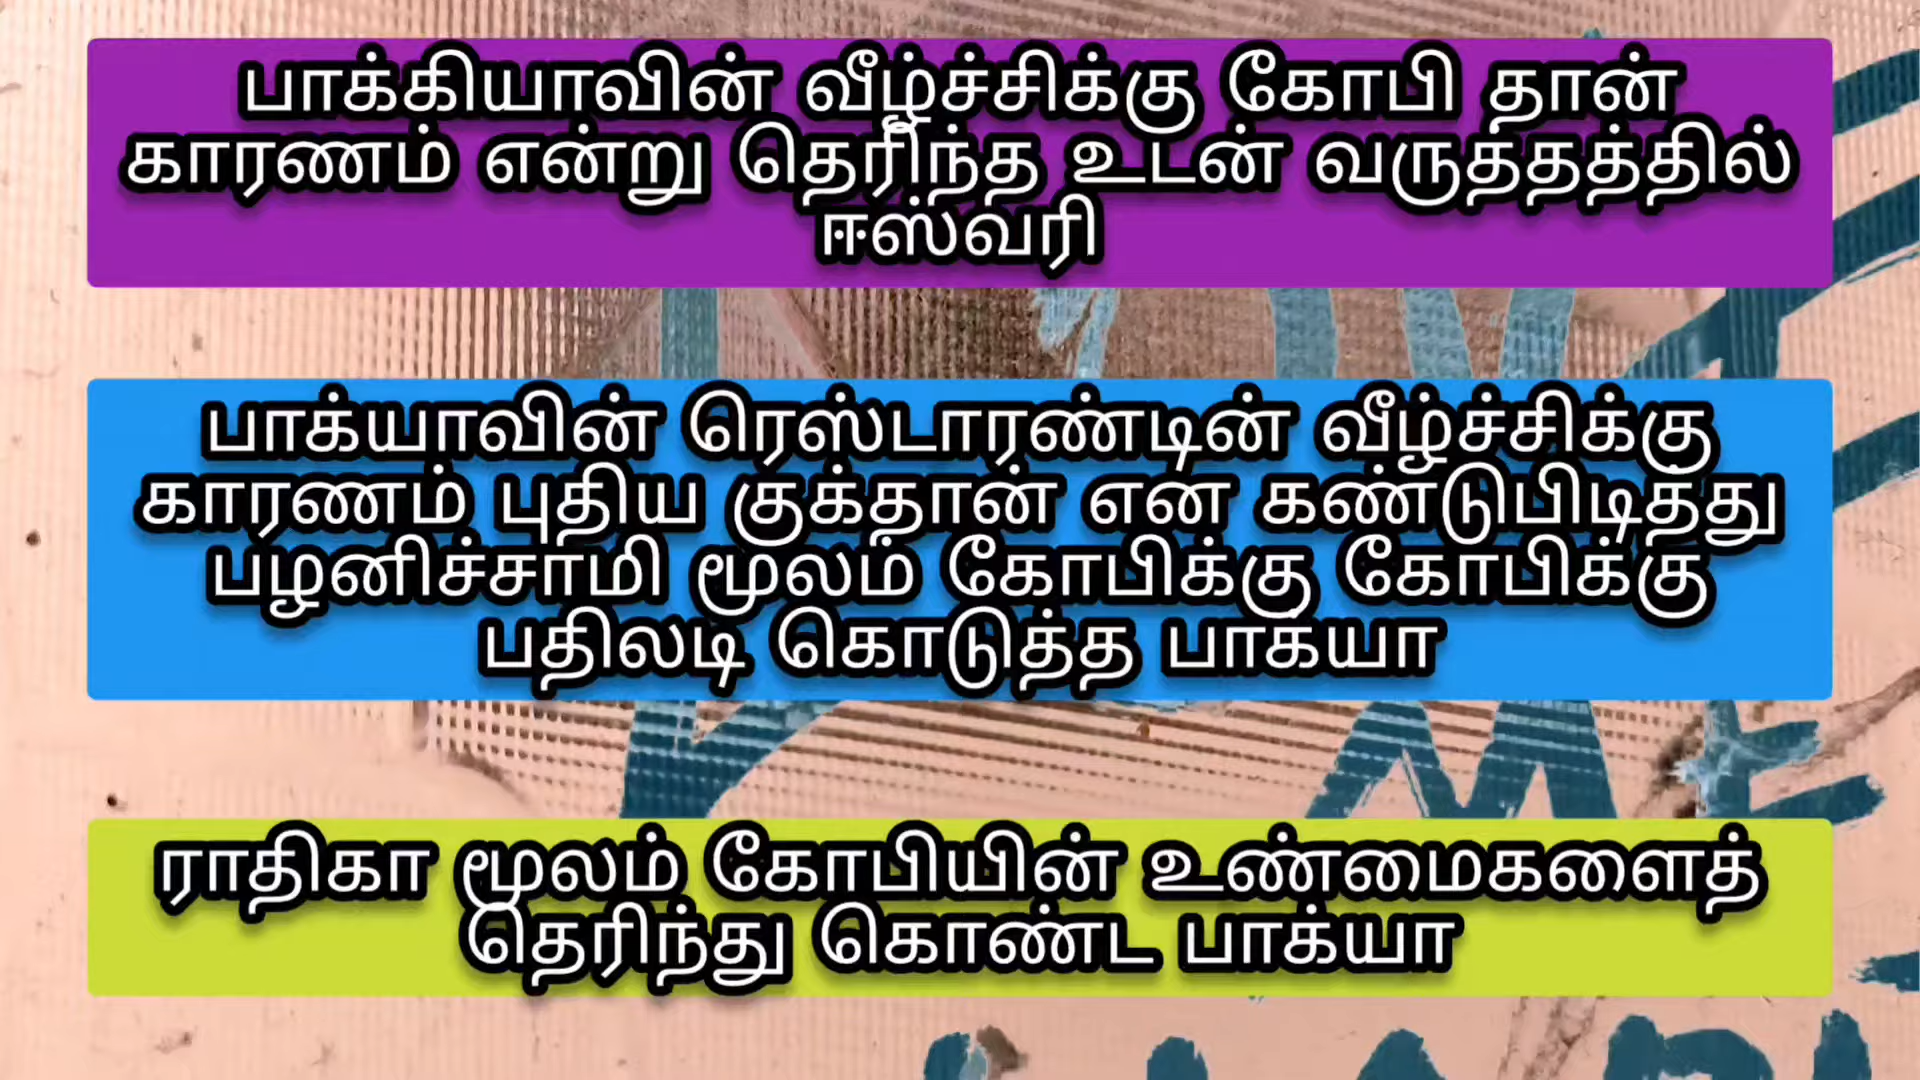 பாக்கியாவின் வீழ்ச்சிக்கு கோபி தான்
காரணம் என்று தெரிந்த உடன் வருத்தத்தில்
ஈஸ்வரி
பாக்யாவின் ரெஸ்டாரண்டின் வீழ்ச்சிக்கு
காரணம் புதிய குக்தான் என கண்டுபிடித்து
பழனிச்சாமி மூலம் கோபிக்கு கோபிக்கு
பதிலடி கொடுத்த பாக்யா
ராதிகா மூலம் கோபியின் உண்மைகளைத்
தெரிந்து கொண்ட பாக்யா